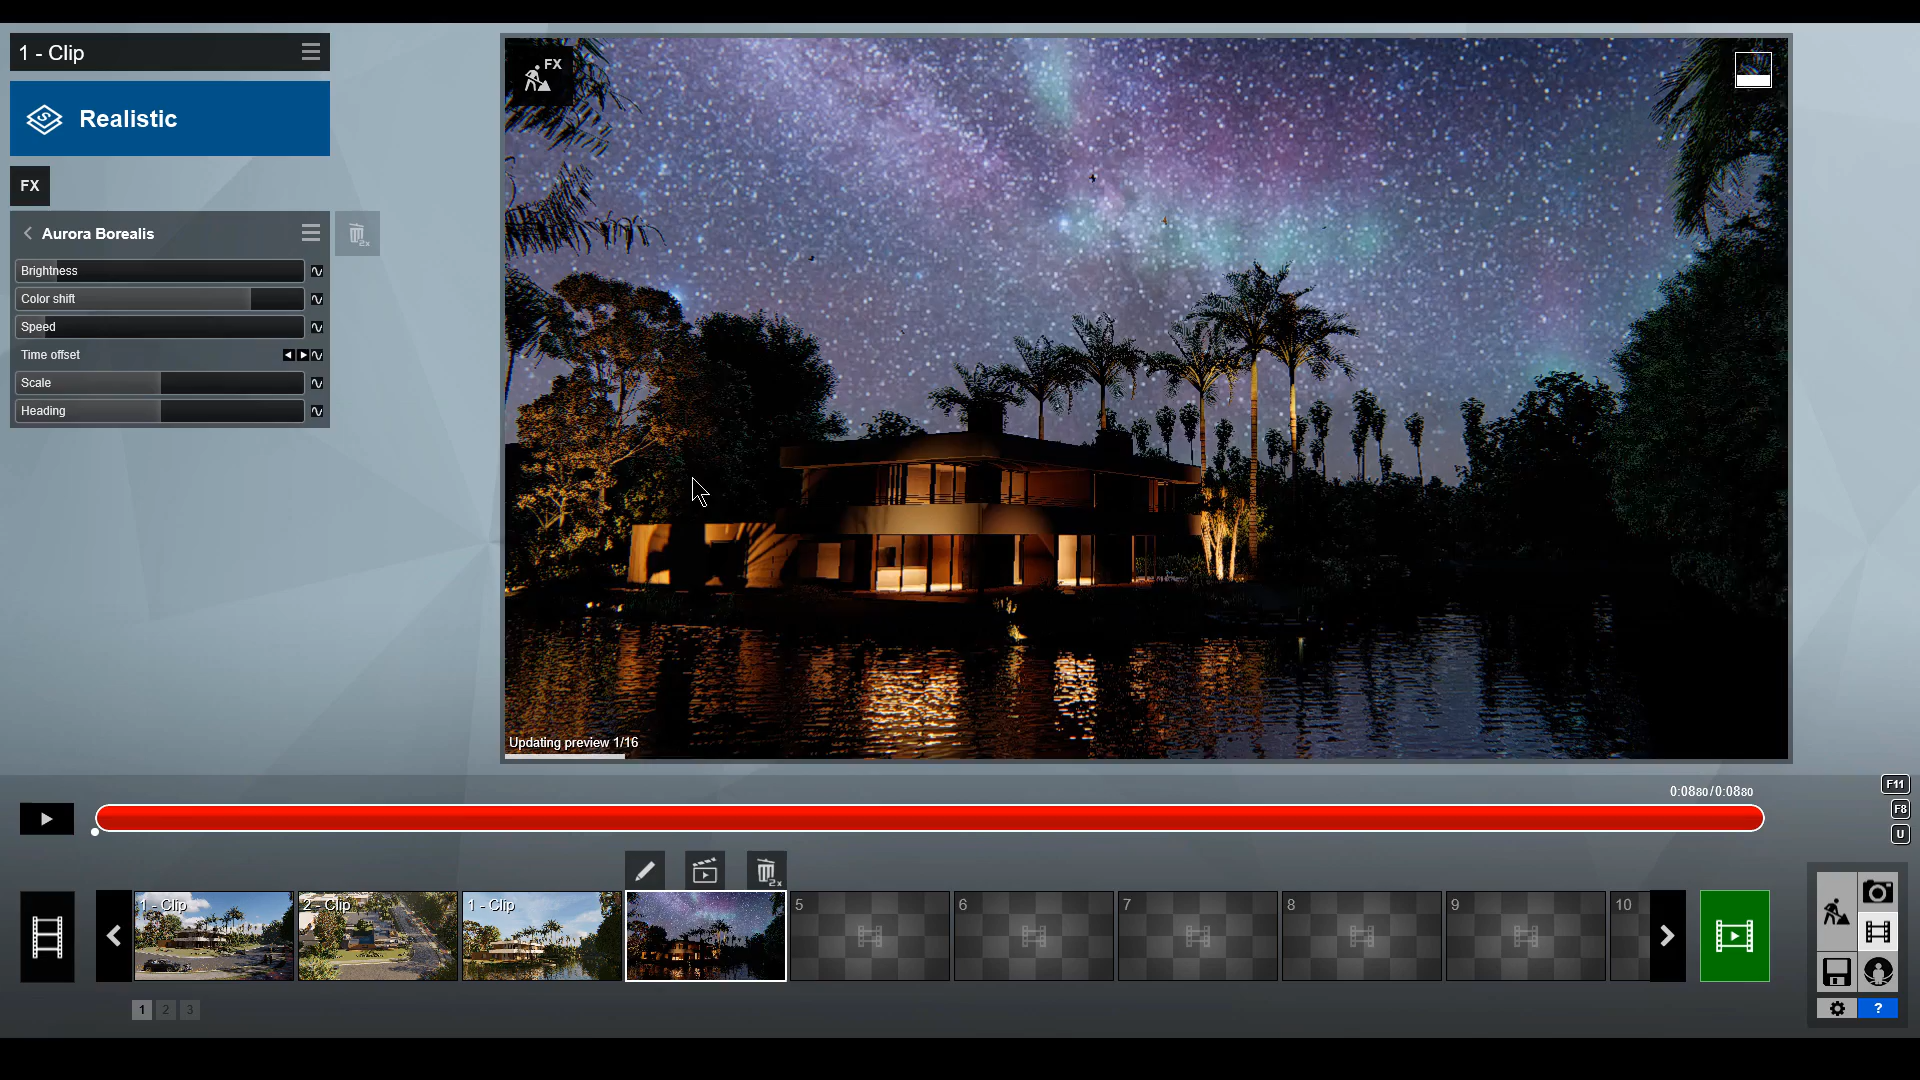 1 - Clip
Realistic
FX
Aurora Borealis
2x
Brightness
Color shift
Speed
Time offset
Scale
Heading
FX
Updating preview 1/16
0:0880/0:0880
F11
F8
U
2x
1 - Clip
2 - Clip
1 - Clip
5
6
7
8
9
10
1
2
3
?